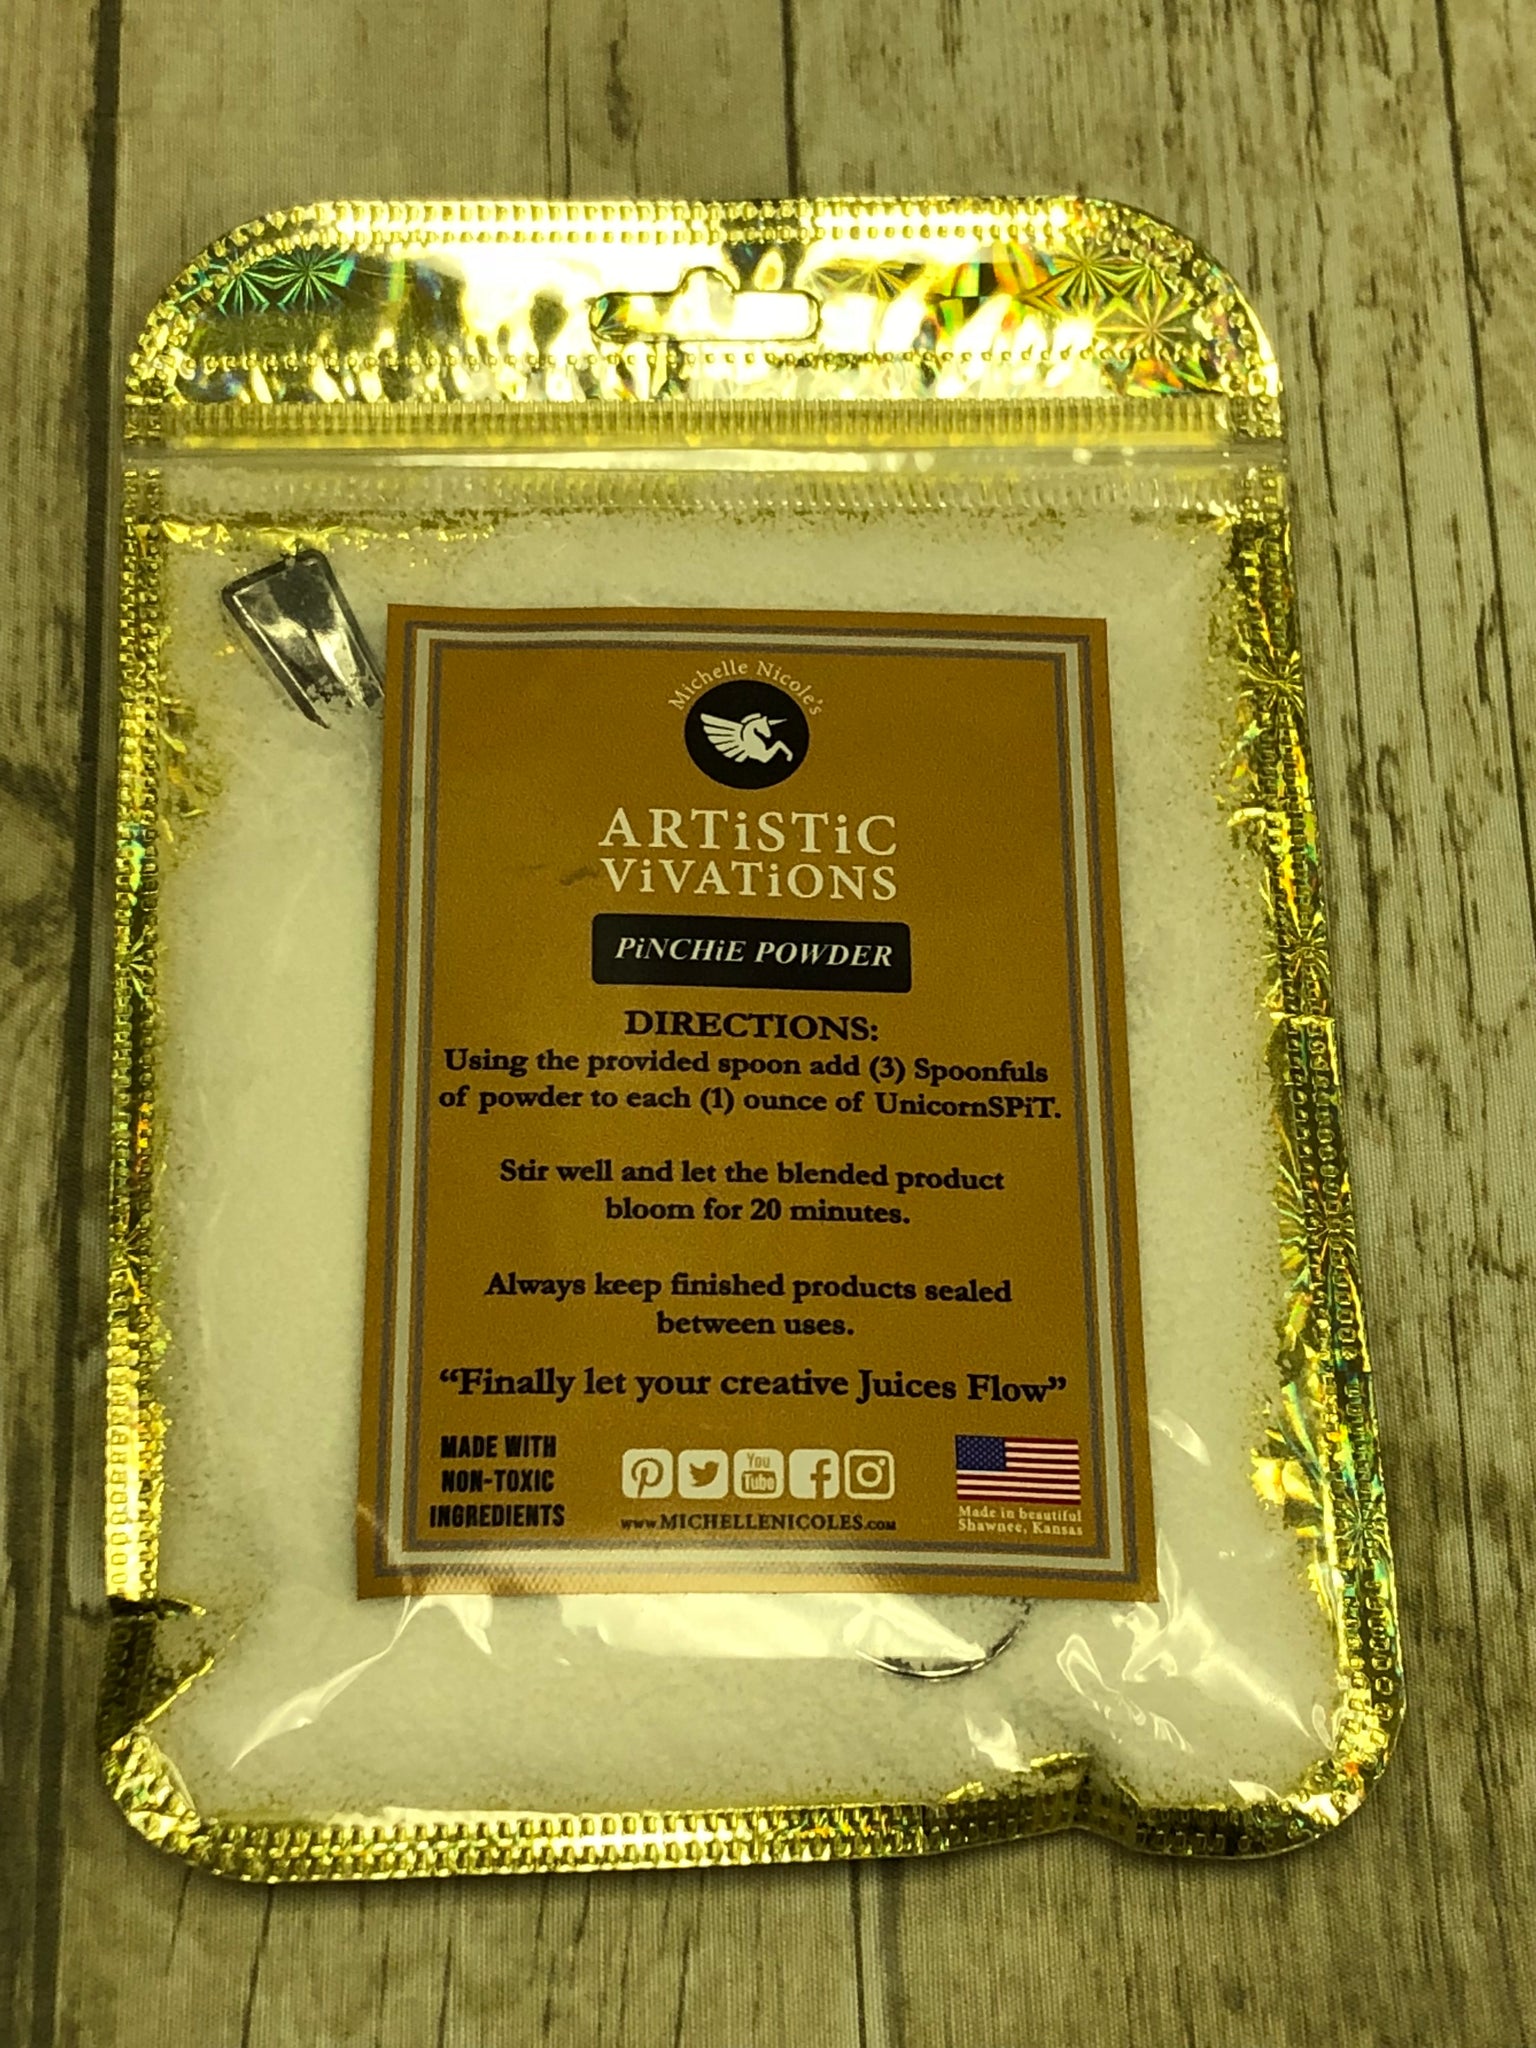 Michelle Nicole's
ARTiSTiC
ViVATiONS
PiNCHiE POWDER
DIRECTIONS:
Using the provided spoon add (3) Spoonfuls
of powder to each (1) ounce of UnicornSPiT.
Stir well and let the blended product
bloom for 20 minutes.
Always keep finished products sealed
between uses.
“Finally let your creative Juices Flow”
MADE WITH
NON-TOXIC
INGREDIENTS
You
Tube
www.MICHELLENICOLES.com
Made in beautiful
Shawnee, Kansas